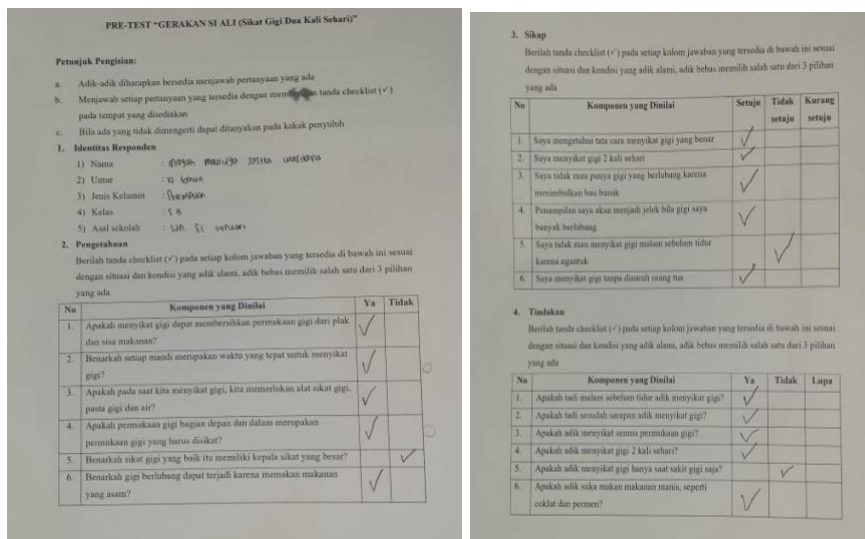 PRE-TEST "GERAKAN SI ALI (Sikat Gigi Dua Kali Sehari)"
Petunjuk Pengisian:
a. Adik-adik diharapkan bersedia menjawab pertanyaan yang ada
b. Menjawab setiap pertanyaan yang tersedia dengan memberikan tanda checklist (✓)
pada tempat yang disediakan
c. Bila ada yang tidak dimengerti dapat ditanyakan pada kakak penyuluh
1. Identitas Responden
1) Nama :
2) Umur : 10 tahun
3) Jenis Kelamin : Perempuan
4) Kelas : 5
5) Asal sekolah :
2. Pengetahuan
Berilah tanda checklist (✓) pada setiap kolom jawaban yang tersedia di bawah ini sesuai
dengan situasi dan kondisi yang adik alami, adik bebas memilih salah satu dari 3 pilihan
yang ada
No Komponen yang Dinilai Ya Tidak
1. Apakah menyikat gigi dapat membersihkan permukaan gigi dari plak ✓
dan sisa makanan?
2. Benarkah setiap mandi merupakan waktu yang tepat untuk menyikat ✓
gigi?
3. Apakah pada saat kita menyikat gigi, kita memerlukan alat sikat gigi, ✓
pasta gigi dan air?
4. Apakah permukaan gigi bagian depan dan dalam merupakan ✓
permukaan gigi yang harus disikat?
5. Benarkah sikat gigi yang baik itu memiliki kepala sikat yang besar? ✓
6. Benarkah gigi berlubang dapat terjadi karena memakan makanan ✓
yang asam?
3. Sikap
Berilah tanda checklist (✓) pada setiap kolom jawaban yang tersedia di bawah ini sesuai
dengan situasi dan kondisi yang adik alami, adik bebas memilih salah satu dari 3 pilihan
yang ada
No Komponen yang Dinilai Setuju Tidak Kurang
setuju setuju
1. Saya mengetahui tata cara menyikat gigi yang benar ✓
2. Saya menyikat gigi 2 kali sehari ✓
3. Saya tidak mau punya gigi yang berlubang karena ✓
menimbulkan bau busuk
4. Penampilan saya akan menjadi jelek bila gigi saya ✓
banyak berlubang
5. Saya tidak mau menyikat gigi malam sebelum tidur ✓
karena ngantuk
6. Saya menyikat gigi tanpa disuruh orang tua ✓
4. Tindakan
Berilah tanda checklist (✓) pada setiap kolom jawaban yang tersedia di bawah ini sesuai
dengan situasi dan kondisi yang adik alami, adik bebas memilih salah satu dari 3 pilihan
yang ada
No Komponen yang Dinilai Ya Tidak Lupa
1. Apakah tadi malam sebelum tidur adik menyikat gigi? ✓
2. Apakah tadi sesudah sarapan adik menyikat gigi? ✓
3. Apakah adik menyikat semua permukaan gigi? ✓
4. Apakah adik menyikat gigi 2 kali sehari? ✓
5. Apakah adik menyikat gigi hanya saat sakit gigi saja? ✓
6. Apakah adik suka makan makanan manis, seperti ✓
coklat dan permen?